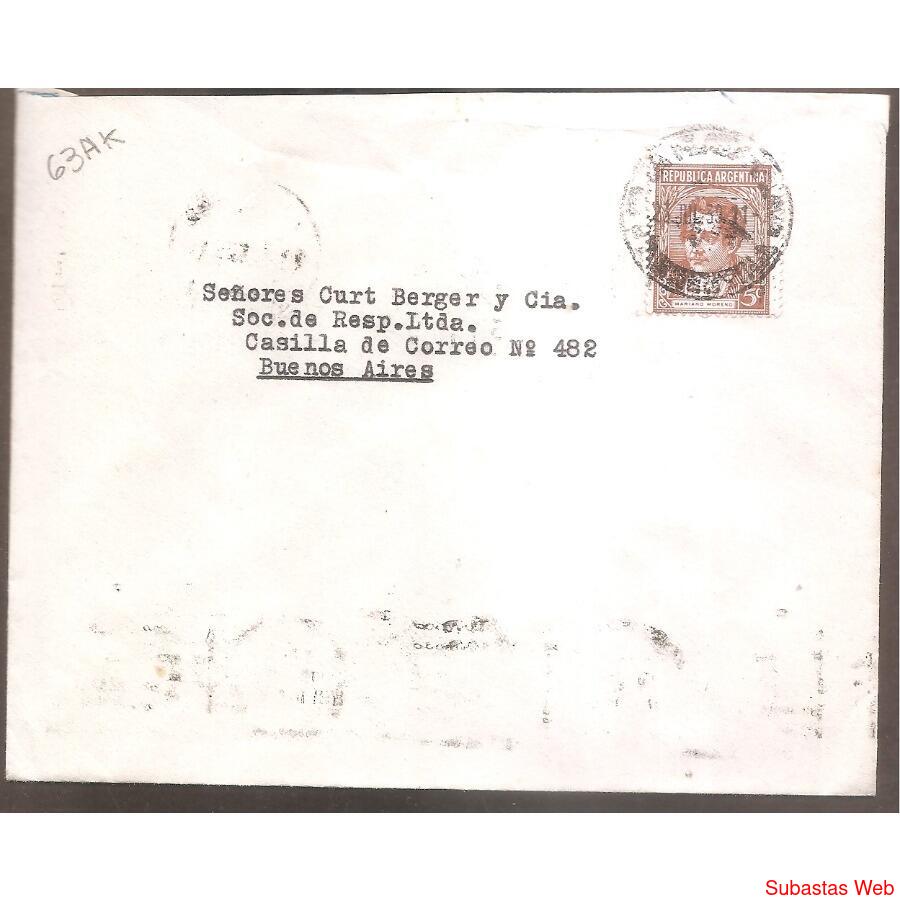 63AK
REPUBLICA ARGENTINA
MARIANO MORENO
5c
Señores Curt Berger y Cia.
Soc.de Resp.Ltda.
Casilla de Correo Nº 482
Buenos Aires
Subastas Web